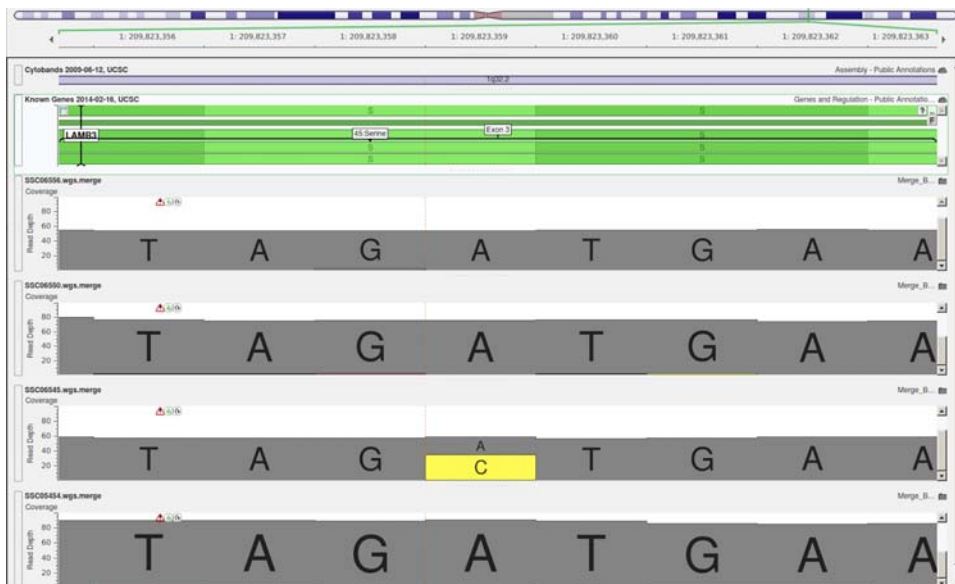 1: 209,823,356 1: 209,823,357 1: 209,823,358 1: 209,823,359 1: 209,823,360 1: 209,823,361 1: 209,823,362 1: 209,823,363
Cytobands 2009-06-12, UCSC Assembly - Public Annotations
1q32.2
Known Genes 2014-02-16, UCSC Genes and Regulation - Public Annotatio...
S S ?
F
LAMB3 45:Serine Exon 3 S
S S
S S
SSC06556.wgs.merge Merge_B...
Coverage
Read Depth
80
60
40
20
T A G A T G A A
SSC06550.wgs.merge Merge_B...
Coverage
Read Depth
80
60
40
20
T A G A T G A A
SSC06545.wgs.merge Merge_B...
Coverage
Read Depth
80
60
40
20
A
T A G C T G A A
SSC05454.wgs.merge Merge_B...
Coverage
Read Depth
80
60
40
20
T A G A T G A A